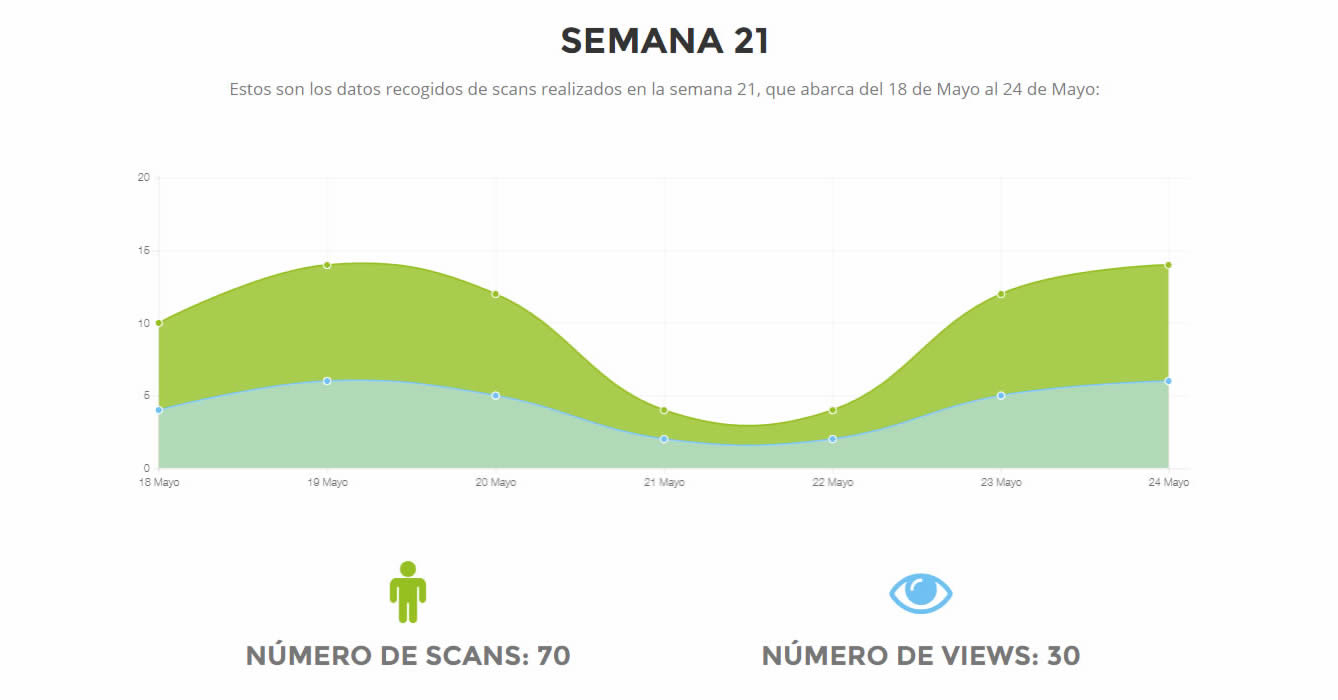 SEMANA 21
Estos son los datos recogidos de scans realizados en la semana 21, que abarca del 18 de Mayo al 24 de Mayo:
20
15
10
5
0
18 Mayo 19 Mayo 20 Mayo 21 Mayo 22 Mayo 23 Mayo 24 Mayo
NÚMERO DE SCANS: 70 NÚMERO DE VIEWS: 30